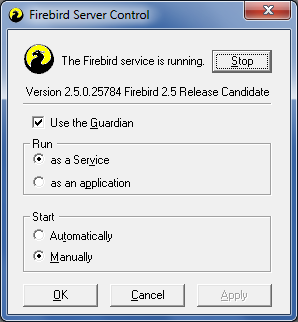 Firebird Server Control
The Firebird service is running.
Stop
Version 2.5.0.25784 Firebird 2.5 Release Candidate
Use the Guardian
Run
as a Service
as an application
Start
Automatically
Manually
OK
Cancel
Apply